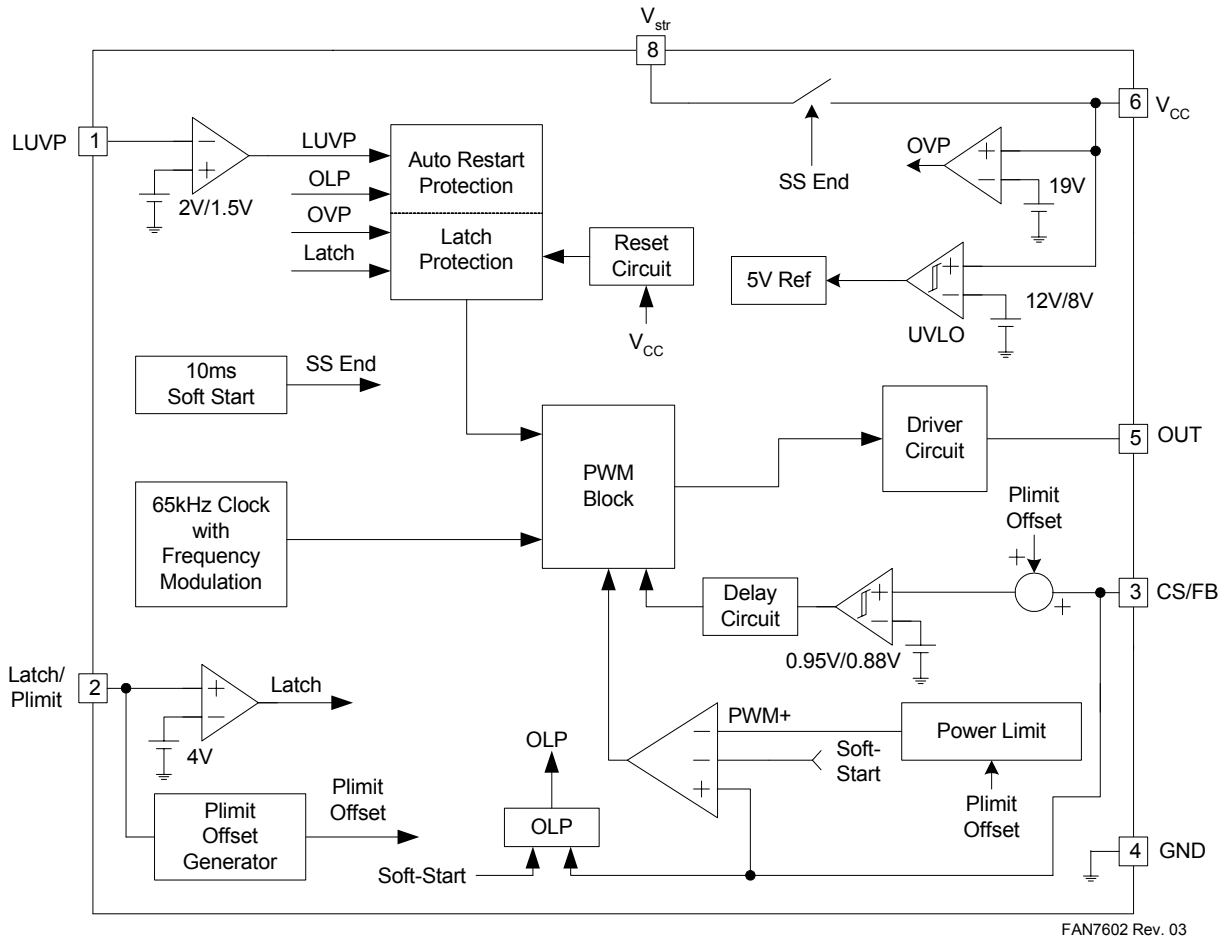 V_str
8
LUVP
1
−
+
2V/1.5V
LUVP
OLP
OVP
Latch
Auto Restart
Protection
Latch
Protection
Reset
Circuit
V_CC
SS End
6
V_CC
OVP
+
−
19V
5V Ref
+
−
12V/8V
UVLO
10ms
Soft Start
SS End
65kHz Clock
with
Frequency
Modulation
PWM
Block
Driver
Circuit
5
OUT
Plimit
Offset
+
+
3
CS/FB
Delay
Circuit
+
−
0.95V/0.88V
Latch/
Plimit
2
+
−
4V
Latch
Plimit
Offset
Generator
Plimit
Offset
OLP
OLP
Soft-Start
−
−
+
PWM+
Soft-
Start
Power Limit
Plimit
Offset
4
GND
FAN7602 Rev. 03